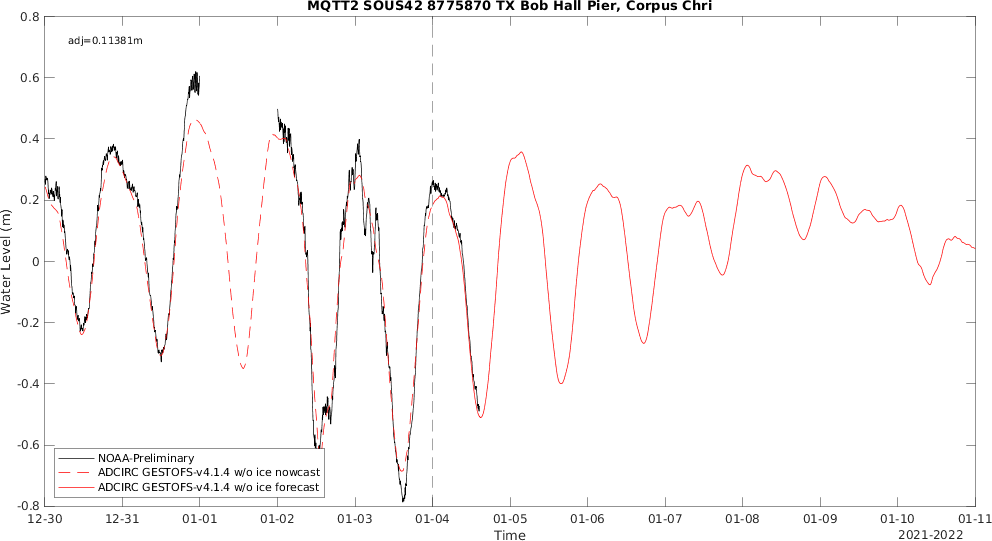 MQTT2 SOUS42 8775870 TX Bob Hall Pier, Corpus Chri
adj=0.11381m
0.8
0.6
0.4
0.2
0
-0.2
-0.4
-0.6
-0.8
Water Level (m)
NOAA-Preliminary
ADCIRC GESTOFS-v4.1.4 w/o ice nowcast
ADCIRC GESTOFS-v4.1.4 w/o ice forecast
12-30 12-31 01-01 01-02 01-03 01-04 01-05 01-06 01-07 01-08 01-09 01-10 01-11
Time
2021-2022